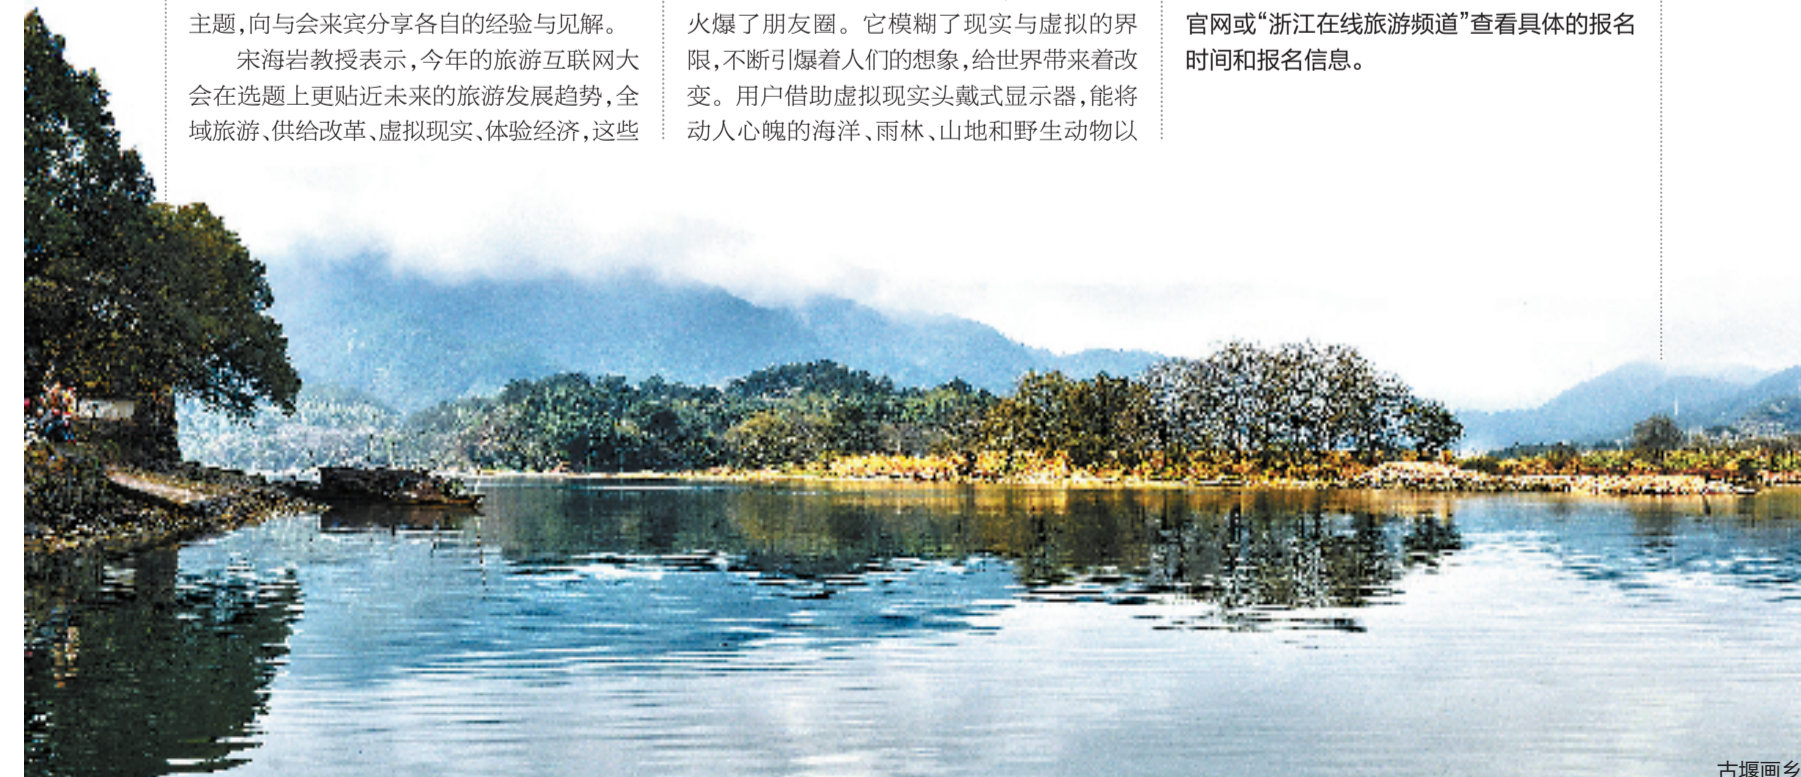 主题,向与会来宾分享各自的经验与见解。
宋海岩教授表示,今年的旅游互联网大
会在选题上更贴近未来的旅游发展趋势,全
域旅游、供给改革、虚拟现实、体验经济,这些
火爆了朋友圈。它模糊了现实与虚拟的界
限,不断引爆着人们的想象,给世界带来着改
变。用户借助虚拟现实头戴式显示器,能将
动人心魄的海洋、雨林、山地和野生动物以
官网或“浙江在线旅游频道”查看具体的报名
时间和报名信息。
古堰画乡